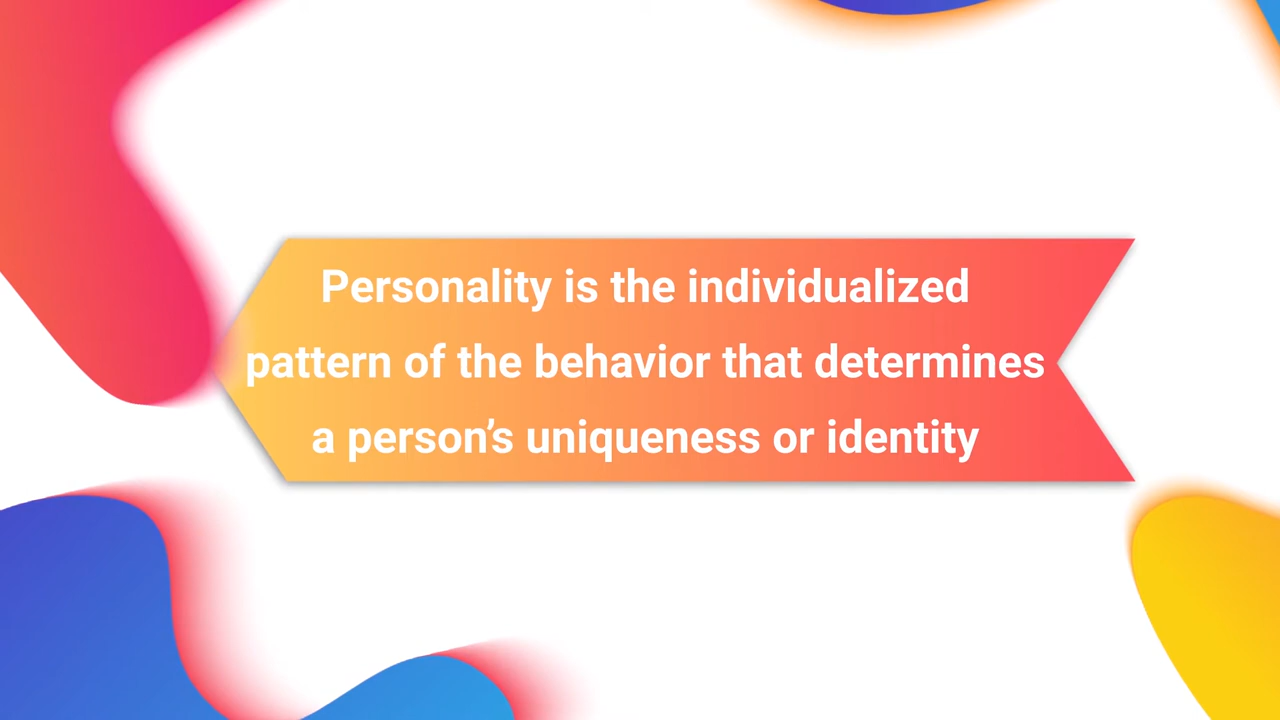 Personality is the individualized
pattern of the behavior that determines
a person’s uniqueness or identity